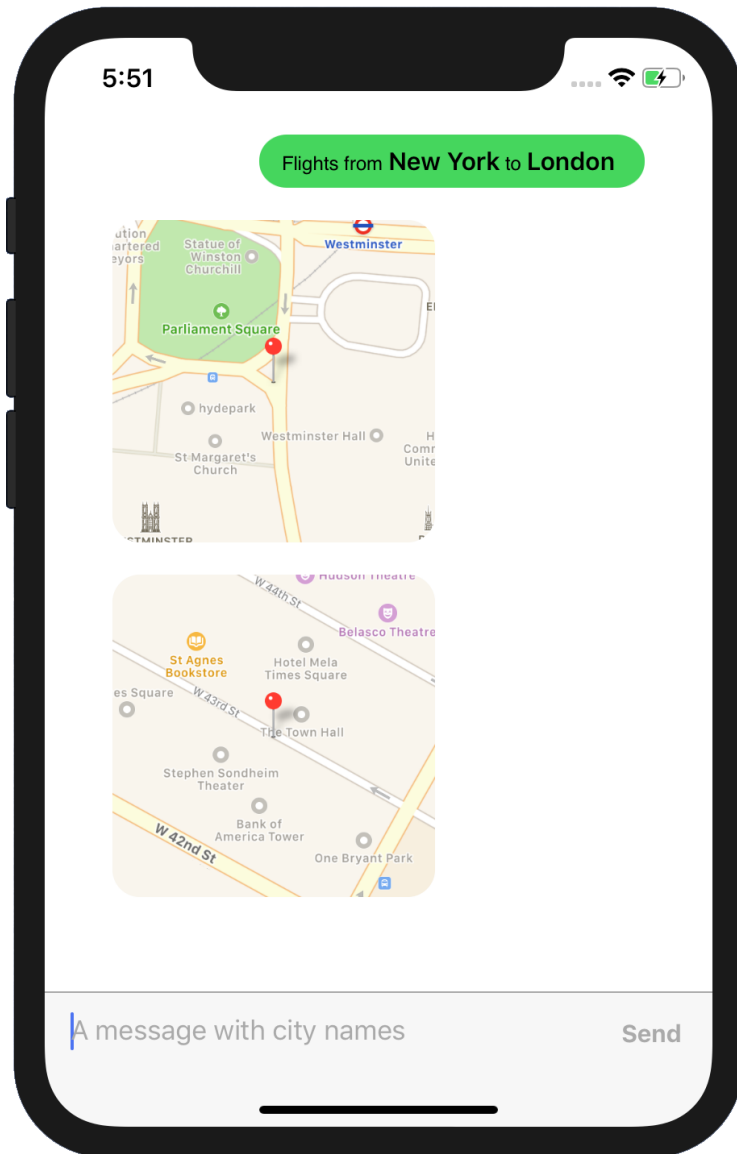 5:51
Flights from New York to London
Statue of
Winston
Churchill
Westminster
Parliament Square
hydepark
Westminster Hall
St Margaret's
Church
Hudson Theatre
W 44th St
Belasco Theatre
St Agnes
Bookstore
Hotel Mela
Times Square
es Square
W 43rd St
The Town Hall
Stephen Sondheim
Theater
Bank of
America Tower
W 42nd St
One Bryant Park
A message with city names
Send